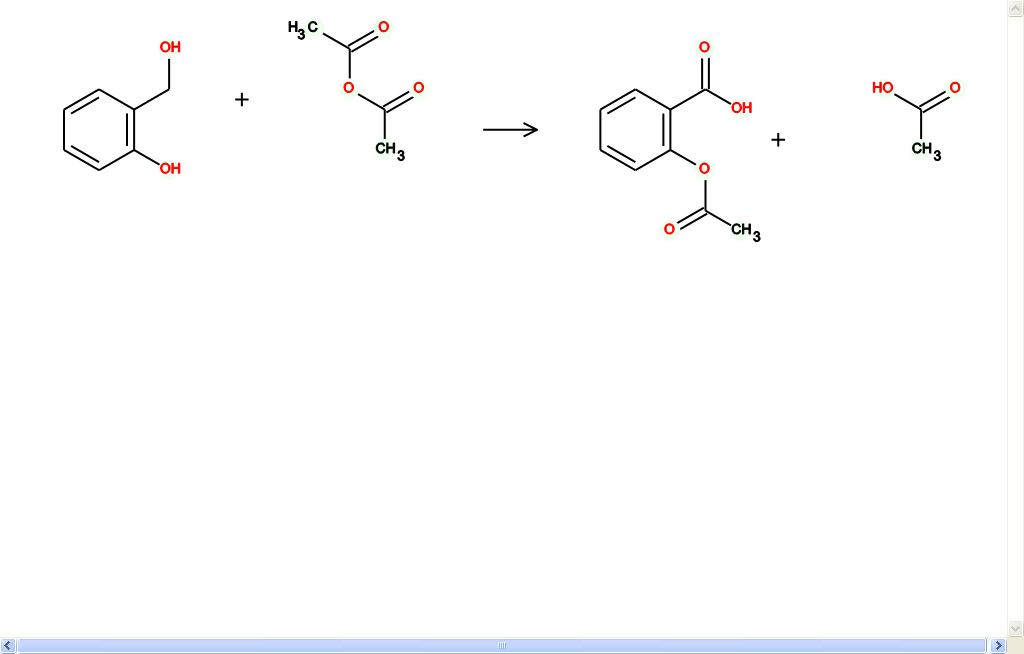 H3C O
OH O
O O
+
OH CH3
O
OH
+
O
O CH3
HO O
CH3